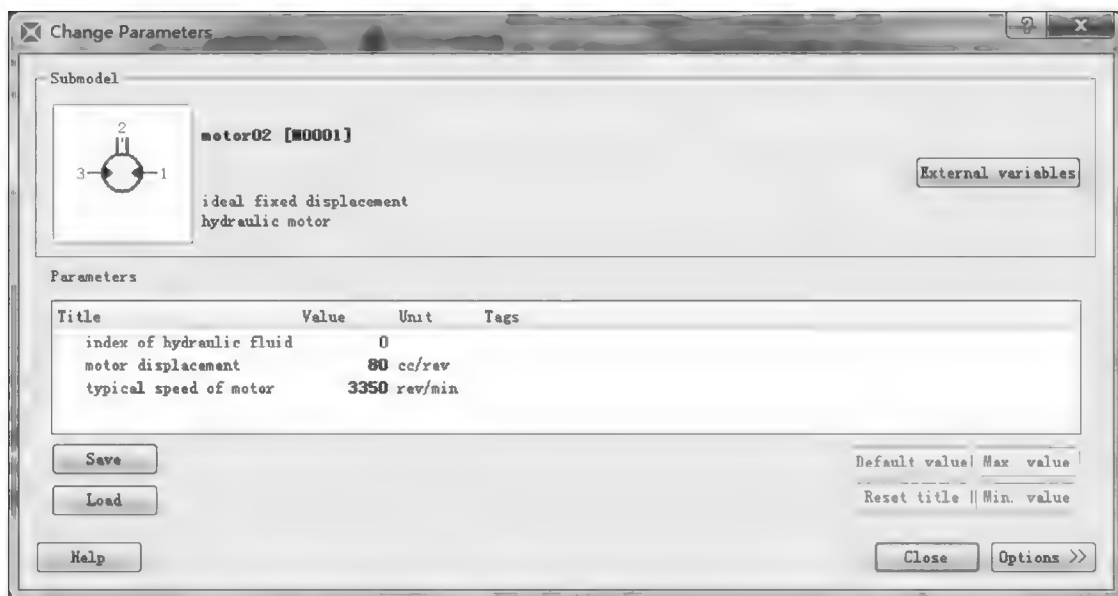 Change Parameters
Submodel
2
3
1
motor02 [M0001]
External variables
ideal fixed displacement
hydraulic motor
Parameters
Title Value Unit Tags
index of hydraulic fluid 0
motor displacement 80 cc/rev
typical speed of motor 3350 rev/min
Save
Default value Max value
Load
Reset title Min. value
Help
Close
Options >>